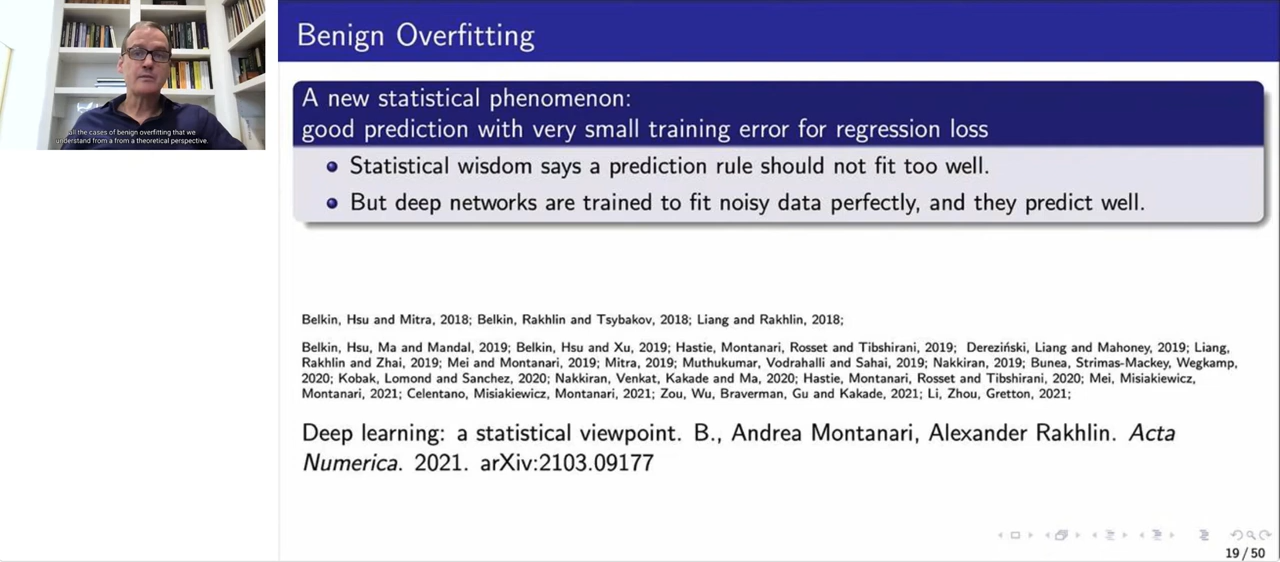 all the cases of benign overfitting that we
understand from a from a theoretical perspective.
Benign Overfitting
A new statistical phenomenon:
good prediction with very small training error for regression loss
Statistical wisdom says a prediction rule should not fit too well.
But deep networks are trained to fit noisy data perfectly, and they predict well.
Belkin, Hsu and Mitra, 2018; Belkin, Rakhlin and Tsybakov, 2018; Liang and Rakhlin, 2018;
Belkin, Hsu, Ma and Mandal, 2019; Belkin, Hsu and Xu, 2019; Hastie, Montanari, Rosset and Tibshirani, 2019; Dereziński, Liang and Mahoney, 2019; Liang,
Rakhlin and Zhai, 2019; Mei and Montanari, 2019; Mitra, 2019; Muthukumar, Vodrahalli and Sahai, 2019; Nakkiran, 2019; Bunea, Strimas-Mackey, Wegkamp,
2020; Kobak, Lomond and Sanchez, 2020; Nakkiran, Venkat, Kakade and Ma, 2020; Hastie, Montanari, Rosset and Tibshirani, 2020; Mei, Misiakiewicz,
Montanari, 2021; Celentano, Misiakiewicz, Montanari, 2021; Zou, Wu, Braverman, Gu and Kakade, 2021; Li, Zhou, Gretton, 2021;
Deep learning: a statistical viewpoint. B., Andrea Montanari, Alexander Rakhlin. Acta
Numerica. 2021. arXiv:2103.09177
19 / 50